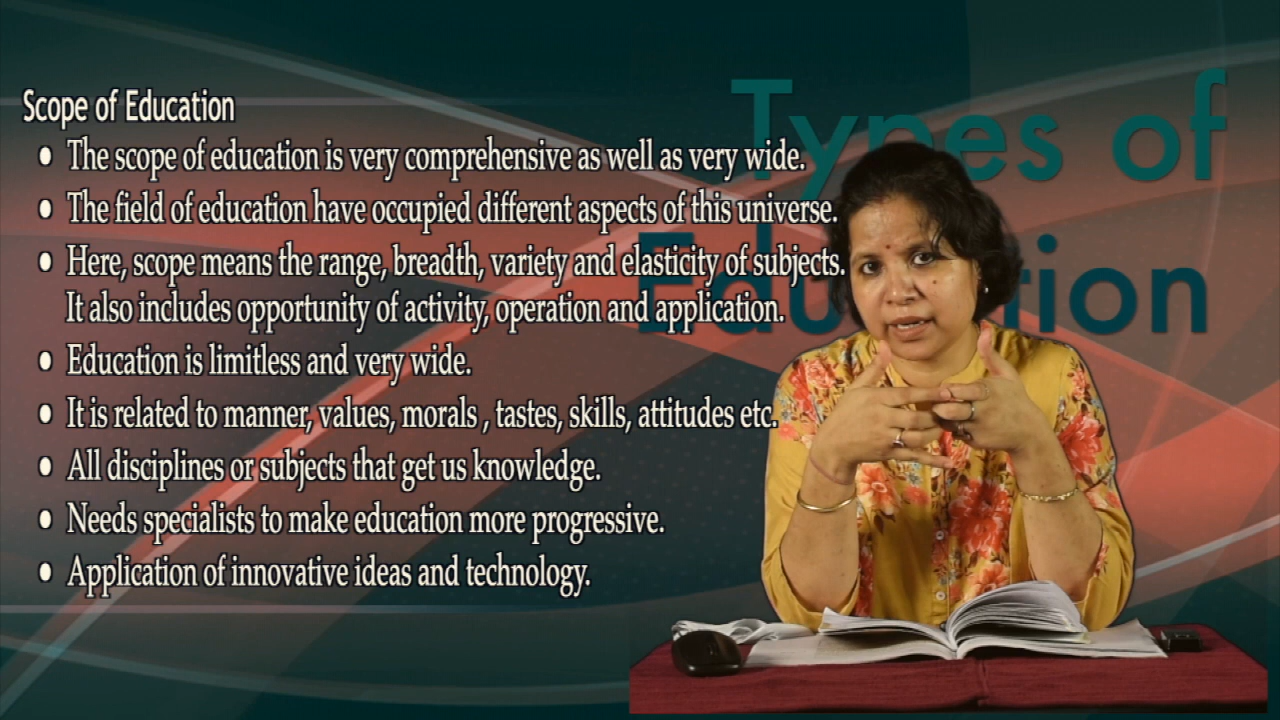 Scope of Education
• The scope of education is very comprehensive as well as very wide.
• The field of education have occupied different aspects of this universe.
• Here, scope means the range, breadth, variety and elasticity of subjects.
It also includes opportunity of activity, operation and application.
• Education is limitless and very wide.
• It is related to manner, values, morals , tastes, skills, attitudes etc.
• All disciplines or subjects that get us knowledge.
• Needs specialists to make education more progressive.
• Application of innovative ideas and technology.
Types of
Education